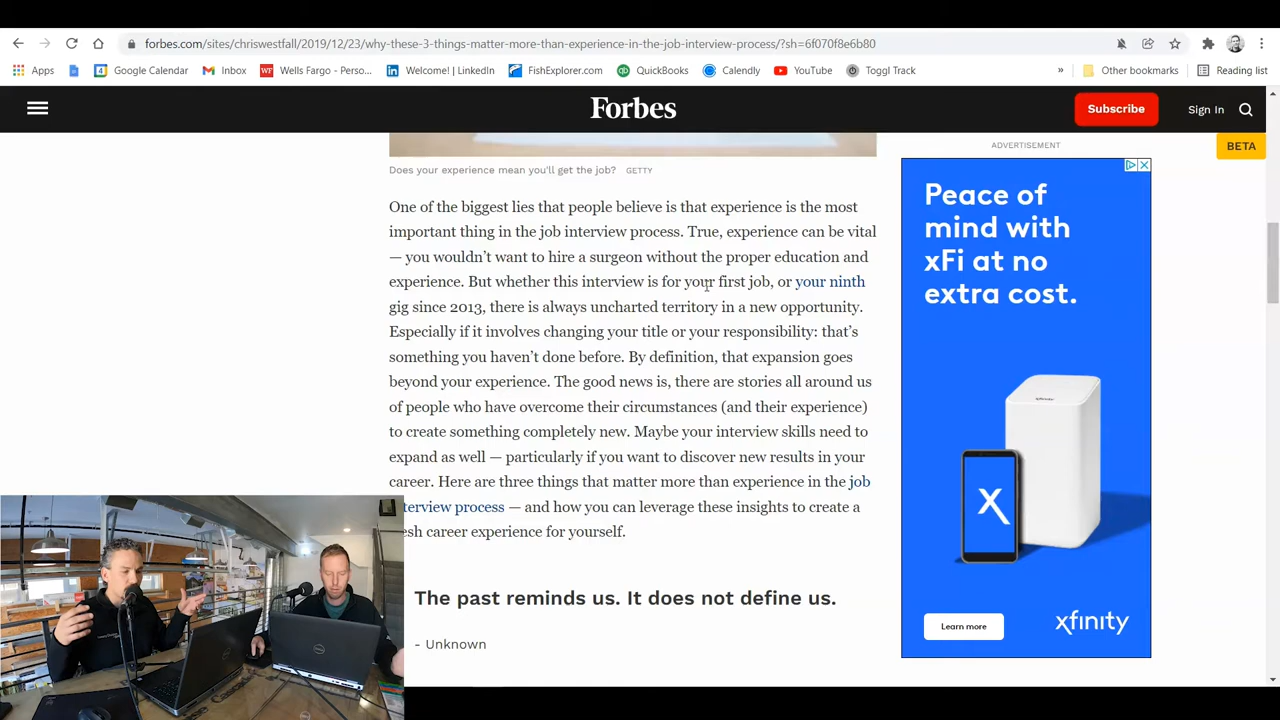 forbes.com/sites/chriswestfall/2019/12/23/why-these-3-things-matter-more-than-experience-in-the-job-interview-process/?sh=6f070f8e6b80
Apps Google Calendar Inbox Wells Fargo - Perso... Welcome! | LinkedIn FishExplorer.com QuickBooks Calendly YouTube Toggl Track » Other bookmarks Reading list
Forbes
Subscribe
Sign In
BETA
ADVERTISEMENT
Does your experience mean you'll get the job? GETTY
One of the biggest lies that people believe is that experience is the most
important thing in the job interview process. True, experience can be vital
— you wouldn't want to hire a surgeon without the proper education and
experience. But whether this interview is for your first job, or your ninth
gig since 2013, there is always uncharted territory in a new opportunity.
Especially if it involves changing your title or your responsibility: that's
something you haven't done before. By definition, that expansion goes
beyond your experience. The good news is, there are stories all around us
of people who have overcome their circumstances (and their experience)
to create something completely new. Maybe your interview skills need to
expand as well — particularly if you want to discover new results in your
career. Here are three things that matter more than experience in the job
terview process — and how you can leverage these insights to create a
esh career experience for yourself.
The past reminds us. It does not define us.
- Unknown
Peace of
mind with
xFi at no
extra cost.
X
Learn more
xfinity